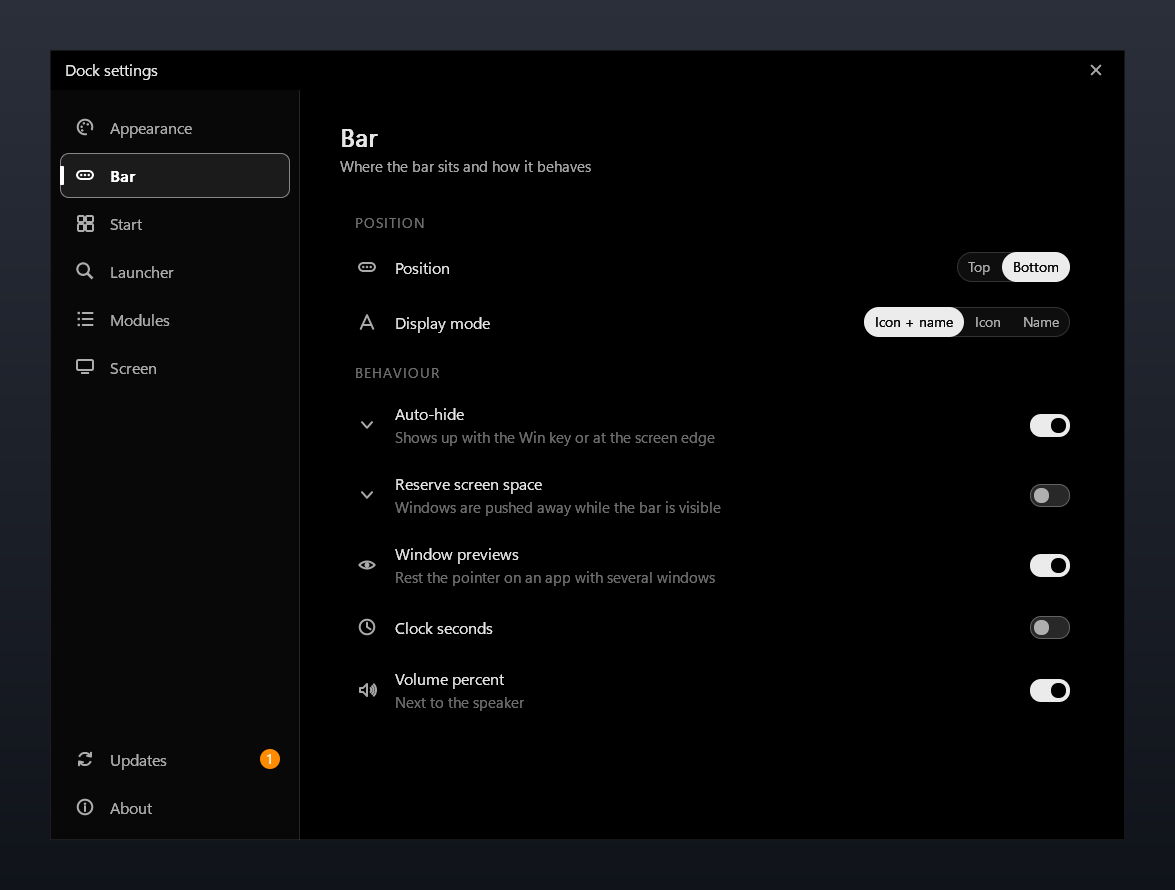 Dock settings
Appearance
Bar
Start
Launcher
Modules
Screen
Updates
1
About
Bar
Where the bar sits and how it behaves
POSITION
Position
Top
Bottom
Display mode
Icon + name
Icon
Name
BEHAVIOUR
Auto-hide
Shows up with the Win key or at the screen edge
Reserve screen space
Windows are pushed away while the bar is visible
Window previews
Rest the pointer on an app with several windows
Clock seconds
Volume percent
Next to the speaker